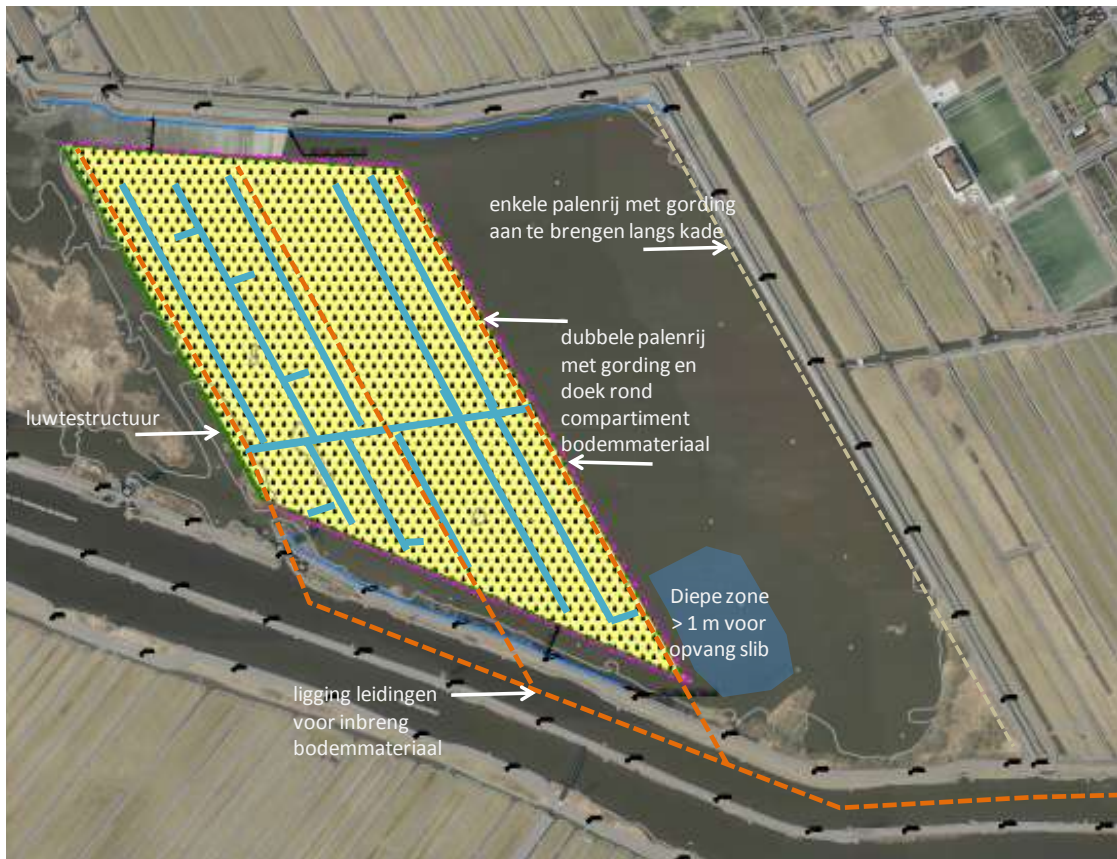 enkele palenrij met gording
aan te brengen langs kade
dubbele palenrij
met gording en
doek rond
compartiment
bodemmateriaal
luwtestructuur
Diepe zone
> 1 m voor
opvang slib
ligging leidingen
voor inbreng
bodemmateriaal